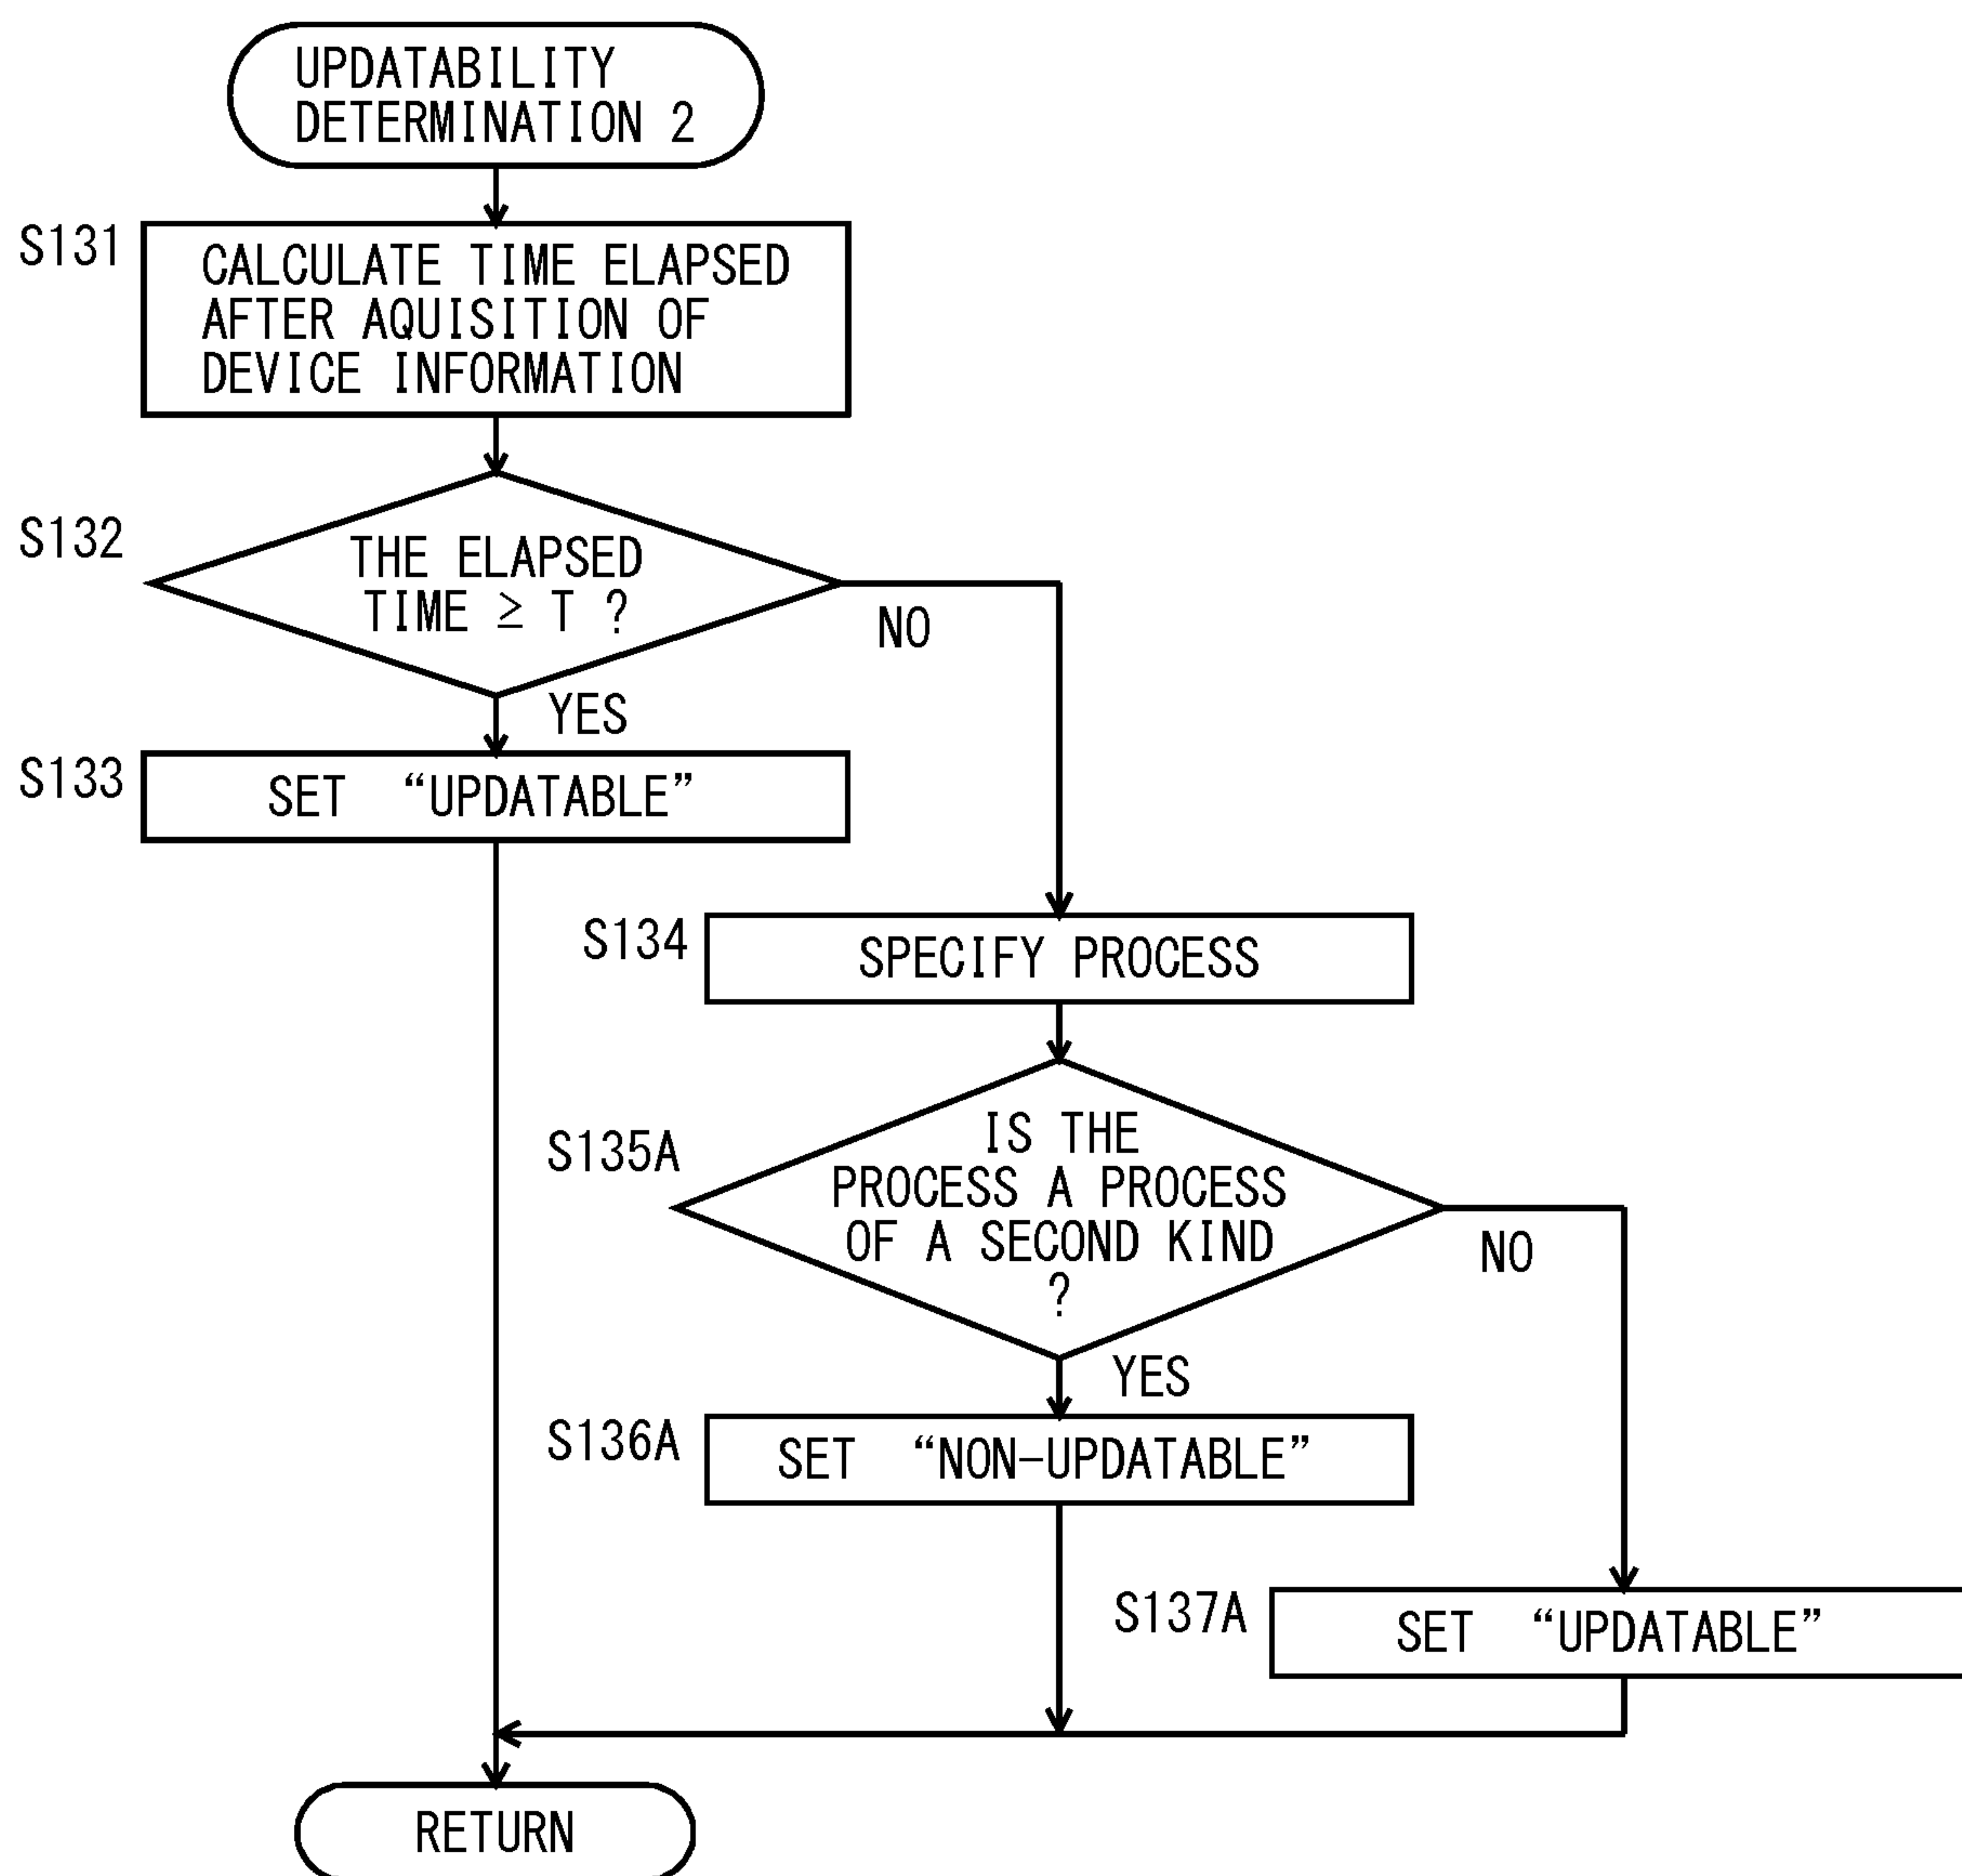 UPDATABILITY
DETERMINATION 2
S131
CALCULATE TIME ELAPSED
AFTER AQUISITION OF
DEVICE INFORMATION
S132
THE ELAPSED
TIME ≥ T ?
NO
YES
S133
SET “UPDATABLE”
S134
SPECIFY PROCESS
S135A
IS THE
PROCESS A PROCESS
OF A SECOND KIND
?
NO
YES
S136A
SET “NON-UPDATABLE”
S137A
SET “UPDATABLE”
RETURN